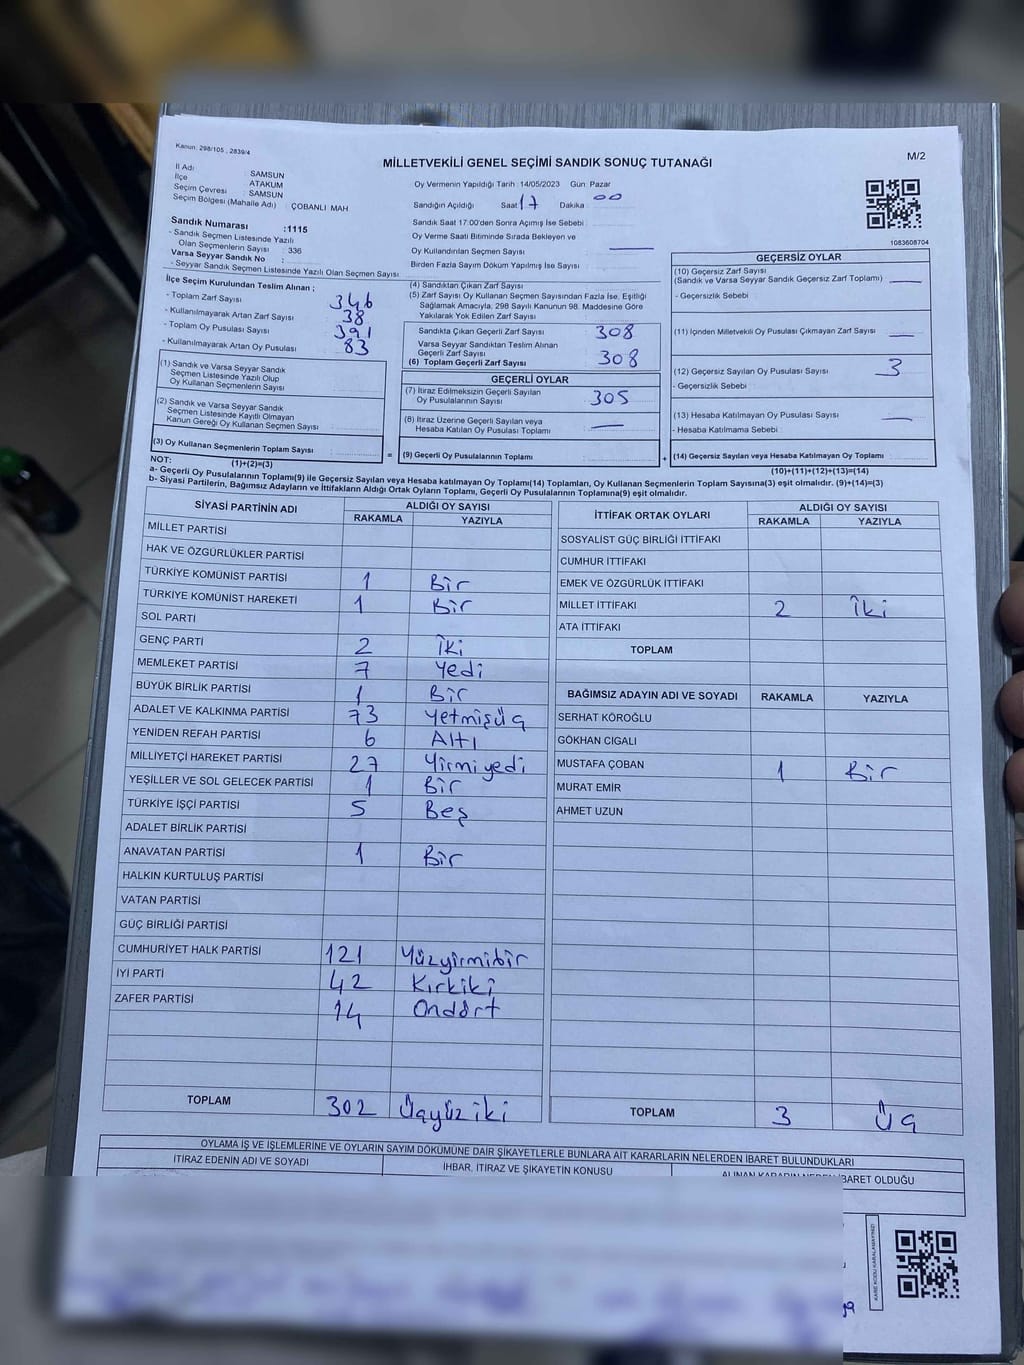 Kanun: 298/105 , 2839/4
MİLLETVEKİLİ GENEL SEÇİMİ SANDIK SONUÇ TUTANAĞI
M/2
İl Adı : SAMSUN
İlçe : ATAKUM
Seçim Çevresi : SAMSUN
Seçim Bölgesi (Mahalle Adı) : ÇOBANLI MAH
Sandık Numarası :1115
- Sandık Seçmen Listesinde Yazılı
Olan Seçmenlerin Sayısı : 336
Varsa Seyyar Sandık No :
- Seyyar Sandık Seçmen Listesinde Yazılı Olan Seçmen Sayısı
Oy Vermenin Yapıldığı Tarih :14/05/2023 Gün: Pazar
Sandığın Açıldığı Saat 17 Dakika 00
Sandık Saat 17.00'den Sonra Açılmış İse Sebebi
Oy Verme Saati Bitiminde Sırada Bekleyen ve
Oy Kullandırılan Seçmen Sayısı
Birden Fazla Sayım Döküm Yapılmış İse Sayısı
1083608704
İlçe Seçim Kurulundan Teslim Alınan ;
- Toplam Zarf Sayısı 346
- Kullanılmayarak Artan Zarf Sayısı 38
- Toplam Oy Pusulası Sayısı 391
- Kullanılmayarak Artan Oy Pusulası 83
(1) Sandık ve Varsa Seyyar Sandık
Seçmen Listesinde Yazılı Olup
Oy Kullanan Seçmenlerin Sayısı
(2) Sandık ve Varsa Seyyar Sandık
Seçmen Listesinde Kayıtlı Olmayan
Kanun Gereği Oy Kullanan Seçmen Sayısı
(3) Oy Kullanan Seçmenlerin Toplam Sayısı
(1)+(2)=(3)
(4) Sandıktan Çıkan Zarf Sayısı
(5) Zarf Sayısı Oy Kullanan Seçmen Sayısından Fazla İse, Eşitliği
Sağlamak Amacıyla, 298 Sayılı Kanunun 98. Maddesine Göre
Yakılarak Yok Edilen Zarf Sayısı
Sandıkta Çıkan Geçerli Zarf Sayısı 308
Varsa Seyyar Sandıktan Teslim Alınan
Geçerli Zarf Sayısı
(6) Toplam Geçerli Zarf Sayısı 308
GEÇERLİ OYLAR
(7) İtiraz Edilmeksizin Geçerli Sayılan
Oy Pusulalarının Sayısı 305
(8) İtiraz Üzerine Geçerli Sayılan veya
Hesaba Katılan Oy Pusulası Toplamı
= (9) Geçerli Oy Pusulalarının Toplamı +
GEÇERSİZ OYLAR
(10) Geçersiz Zarf Sayısı
(Sandık ve Varsa Seyyar Sandık Geçersiz Zarf Toplamı)
- Geçersizlik Sebebi
(11) İçinden Milletvekili Oy Pusulası Çıkmayan Zarf Sayısı
(12) Geçersiz Sayılan Oy Pusulası Sayısı 3
- Geçersizlik Sebebi
(13) Hesaba Katılmayan Oy Pusulası Sayısı
- Hesaba Katılmama Sebebi
(14) Geçersiz Sayılan veya Hesaba Katılmayan Oy Toplamı
(10)+(11)+(12)+(13)=(14)
NOT:
a- Geçerli Oy Pusulalarının Toplamı(9) ile Geçersiz Sayılan veya Hesaba katılmayan Oy Toplamı(14) Toplamları, Oy Kullanan Seçmenlerin Toplam Sayısına(3) eşit olmalıdır. (9)+(14)=(3)
b- Siyasi Partilerin, Bağımsız Adayların ve İttifakların Aldığı Ortak Oyların Toplamı, Geçerli Oy Pusulalarının Toplamına(9) eşit olmalıdır.
SİYASİ PARTİNİN ADI ALDIĞI OY SAYISI
RAKAMLA YAZIYLA
MİLLET PARTİSİ
HAK VE ÖZGÜRLÜKLER PARTİSİ
TÜRKİYE KOMÜNİST PARTİSİ 1 Bir
TÜRKİYE KOMÜNİST HAREKETİ 1 Bir
SOL PARTİ
GENÇ PARTİ 2 İki
MEMLEKET PARTİSİ 7 Yedi
BÜYÜK BİRLİK PARTİSİ 1 Bir
ADALET VE KALKINMA PARTİSİ 73 Yetmişüç
YENİDEN REFAH PARTİSİ 6 Altı
MİLLİYETÇİ HAREKET PARTİSİ 27 Yirmiyedi
YEŞİLLER VE SOL GELECEK PARTİSİ 1 Bir
TÜRKİYE İŞÇİ PARTİSİ 5 Beş
ADALET BİRLİK PARTİSİ
ANAVATAN PARTİSİ 1 Bir
HALKIN KURTULUŞ PARTİSİ
VATAN PARTİSİ
GÜÇ BİRLİĞİ PARTİSİ
CUMHURİYET HALK PARTİSİ 121 Yüzyirmibir
İYİ PARTİ 42 Kırkiki
ZAFER PARTİSİ 14 Ondört
TOPLAM 302 Üçyüz iki
İTTİFAK ORTAK OYLARI ALDIĞI OY SAYISI
RAKAMLA YAZIYLA
SOSYALİST GÜÇ BİRLİĞİ İTTİFAKI
CUMHUR İTTİFAKI
EMEK VE ÖZGÜRLÜK İTTİFAKI
MİLLET İTTİFAKI 2 İki
ATA İTTİFAKI
TOPLAM
BAĞIMSIZ ADAYIN ADI VE SOYADI RAKAMLA YAZIYLA
SERHAT KÖROĞLU
GÖKHAN CIGALI
MUSTAFA ÇOBAN 1 Bir
MURAT EMİR
AHMET UZUN
TOPLAM 3 Üç
OYLAMA İŞ VE İŞLEMLERİNE VE OYLARIN SAYIM DÖKÜMÜNE DAİR ŞİKAYETLERLE BUNLARA AİT KARARLARIN NELERDEN İBARET BULUNDUKLARI
İTİRAZ EDENİN ADI VE SOYADI
İHBAR, İTİRAZ VE ŞİKAYETİN KONUSU
ALINAN KARARIN NEDEN İBARET OLDUĞU
KARE KODU KARALAMAYINIZ!